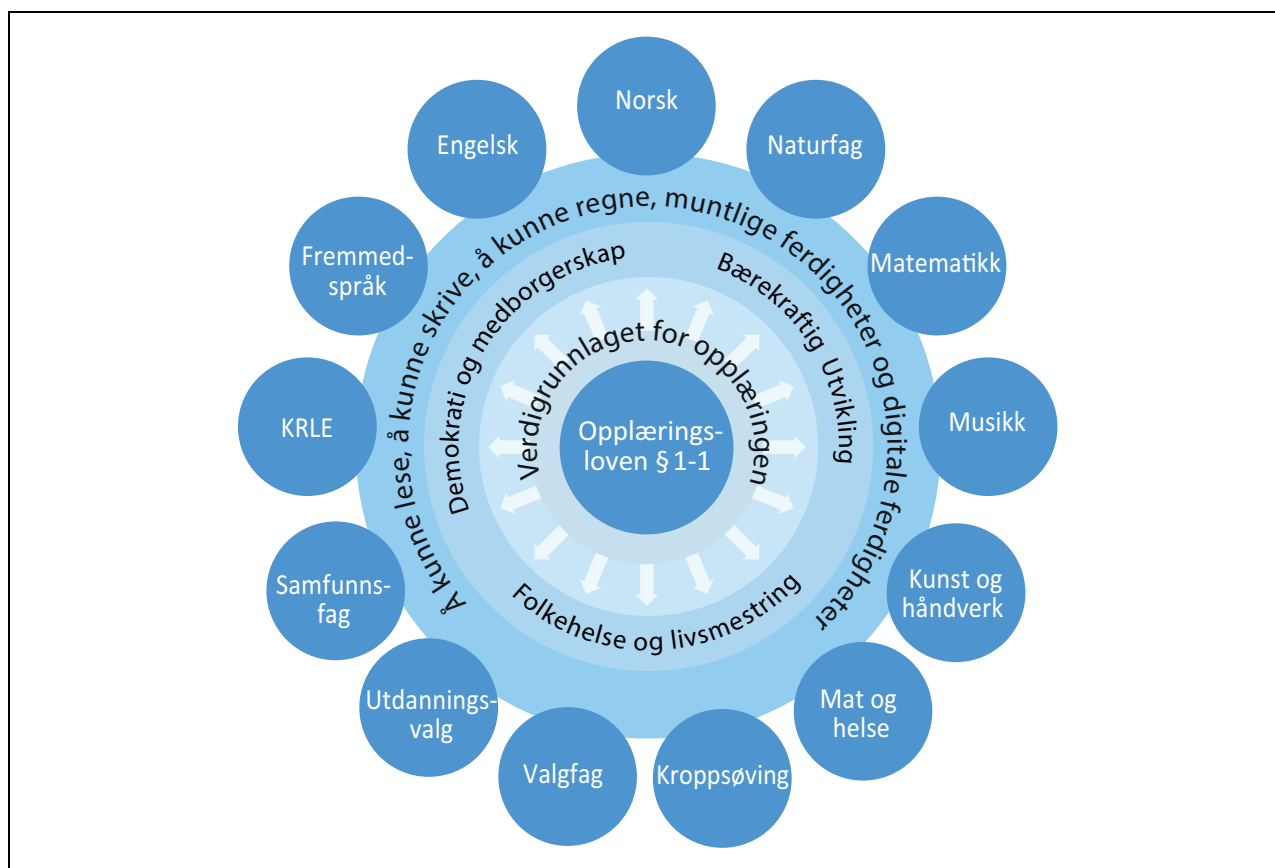 Norsk
Naturfag
Matematikk
Musikk
Kunst og
håndverk
Mat og
helse
Kroppsøving
Valgfag
Utdannings-
valg
Samfunns-
fag
KRLE
Fremmed-
språk
Engelsk
Å kunne lese, å kunne skrive, å kunne regne, muntlige ferdigheter og digitale ferdigheter
Demokrati og medborgerskap
Bærekraftig Utvikling
Folkehelse og livsmestring
Verdigrunnlaget for opplæringen
Opplærings-
loven § 1-1